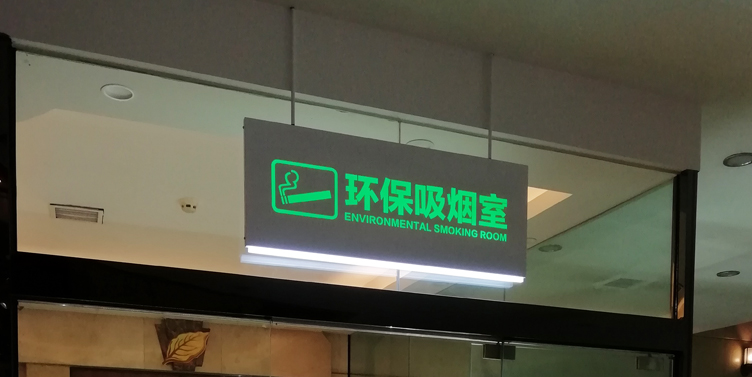 环保吸烟室
ENVIRONMENTAL SMOKING ROOM